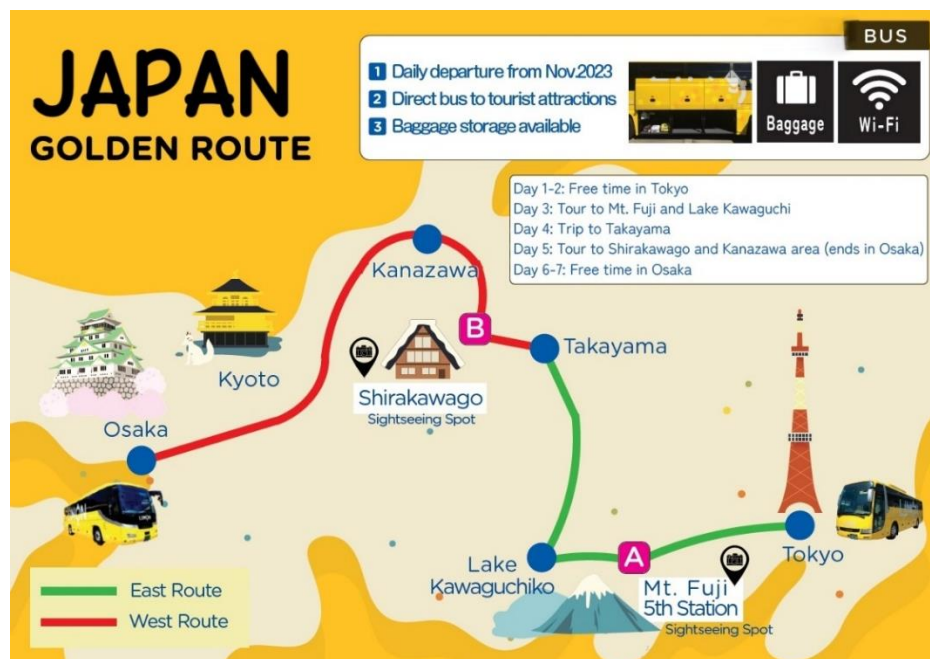 JAPAN
GOLDEN ROUTE
BUS
1 Daily departure from Nov.2023
2 Direct bus to tourist attractions
3 Baggage storage available
Baggage
Wi-Fi
Day 1-2: Free time in Tokyo
Day 3: Tour to Mt. Fuji and Lake Kawaguchi
Day 4: Trip to Takayama
Day 5: Tour to Shirakawago and Kanazawa area (ends in Osaka)
Day 6-7: Free time in Osaka
Kanazawa
B
Takayama
Kyoto
Shirakawago
Sightseeing Spot
Osaka
Lake
Kawaguchiko
A
Mt. Fuji
5th Station
Sightseeing Spot
Tokyo
East Route
West Route